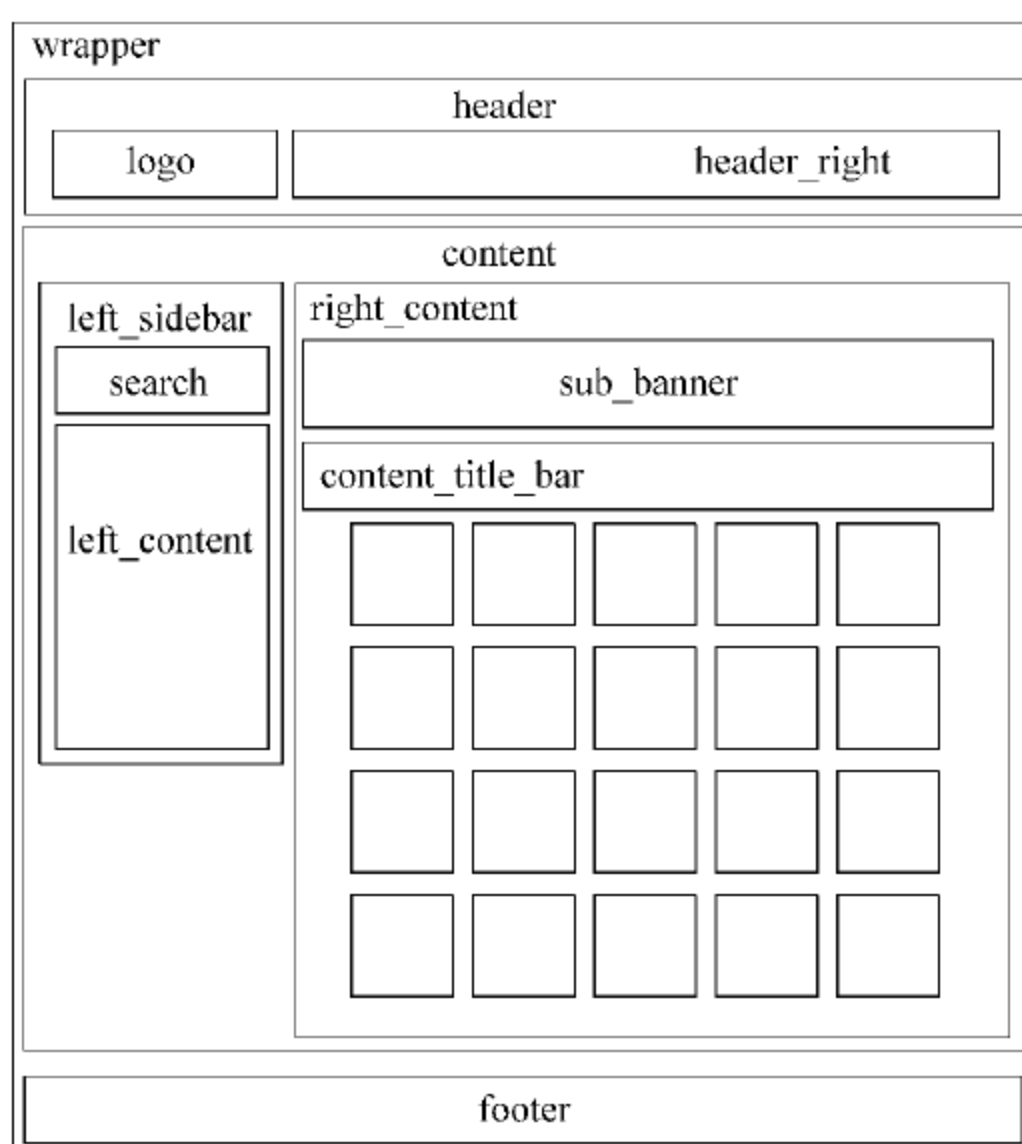 wrapper
header
logo
header_right
content
left_sidebar
right_content
search
sub_banner
content_title_bar
left_content
footer